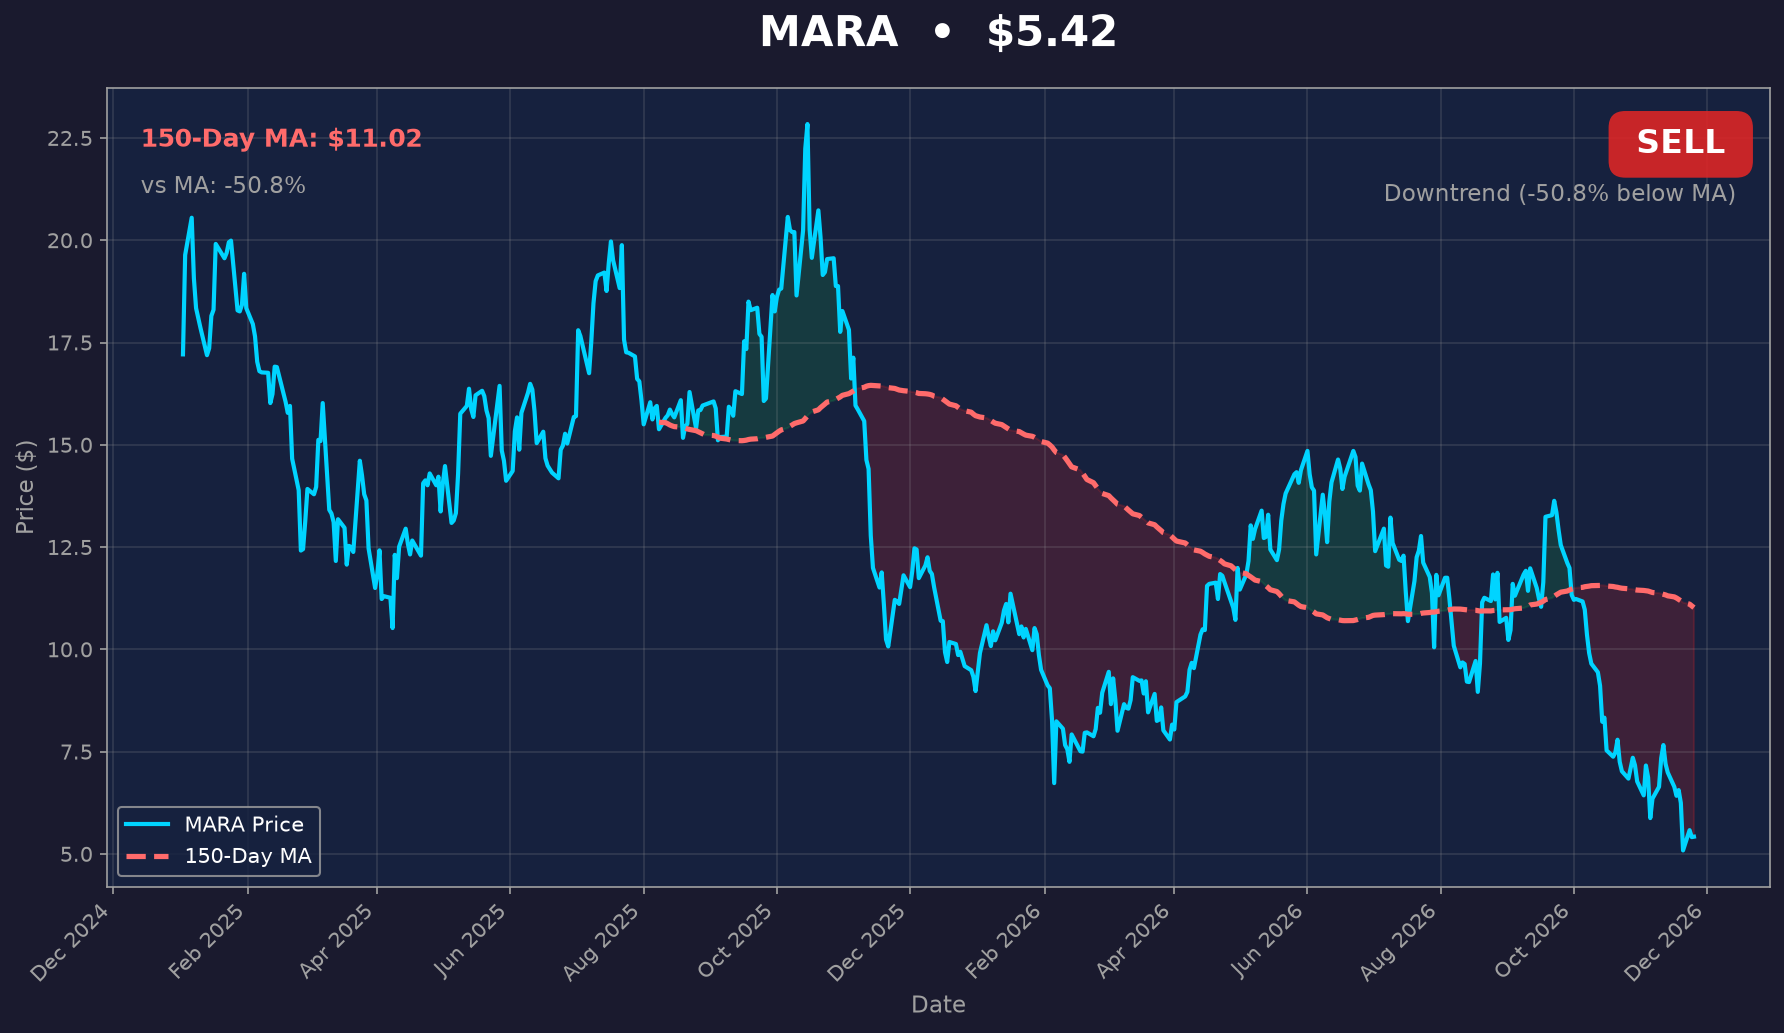 MARA • $5.42
150-Day MA: $11.02
vs MA: -50.8%
SELL
Downtrend (-50.8% below MA)
Price ($)
22.5
20.0
17.5
15.0
12.5
10.0
7.5
5.0
MARA Price
150-Day MA
Dec 2024
Feb 2025
Apr 2025
Jun 2025
Aug 2025
Oct 2025
Dec 2025
Feb 2026
Apr 2026
Jun 2026
Aug 2026
Oct 2026
Dec 2026
Date